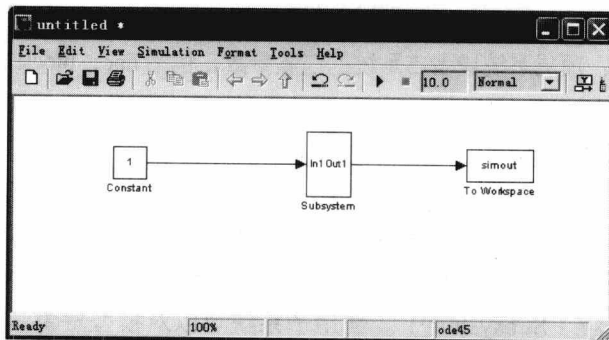 untitled *
File Edit View Simulation Format Tools Help
10.0 Normal
1
Constant
In1 Out1
Subsystem
simout
To Workspace
Ready 100% ode45